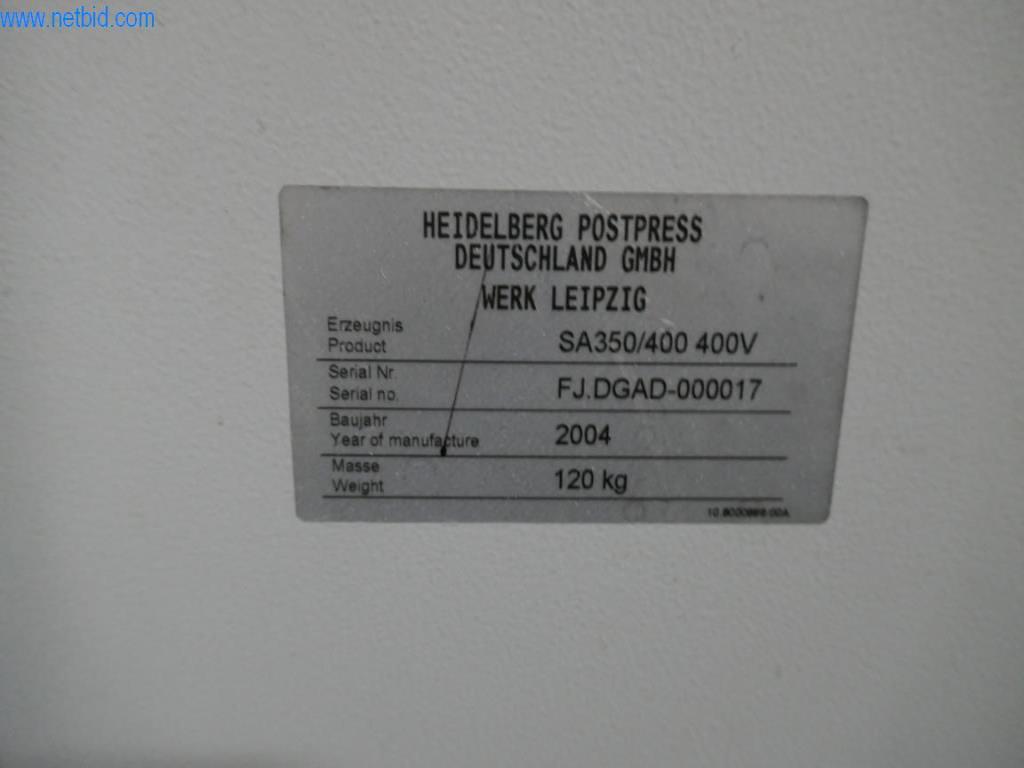 www.netbid.com
HEIDELBERG POSTPRESS
DEUTSCHLAND GMBH
WERK LEIPZIG
Erzeugnis
Product SA350/400 400V
Serial Nr.
Serial no. FJ.DGAD-000017
Baujahr
Year of manufacture 2004
Masse
Weight 120 kg